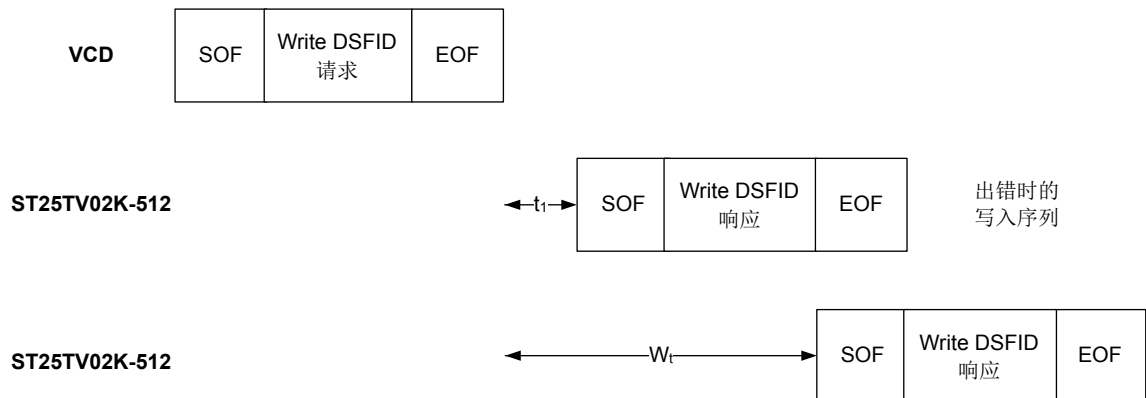 VCD
SOF
Write DSFID
请求
EOF
ST25TV02K-512
t₁
SOF
Write DSFID
响应
EOF
出错时的
写入序列
ST25TV02K-512
Wₜ
SOF
Write DSFID
响应
EOF